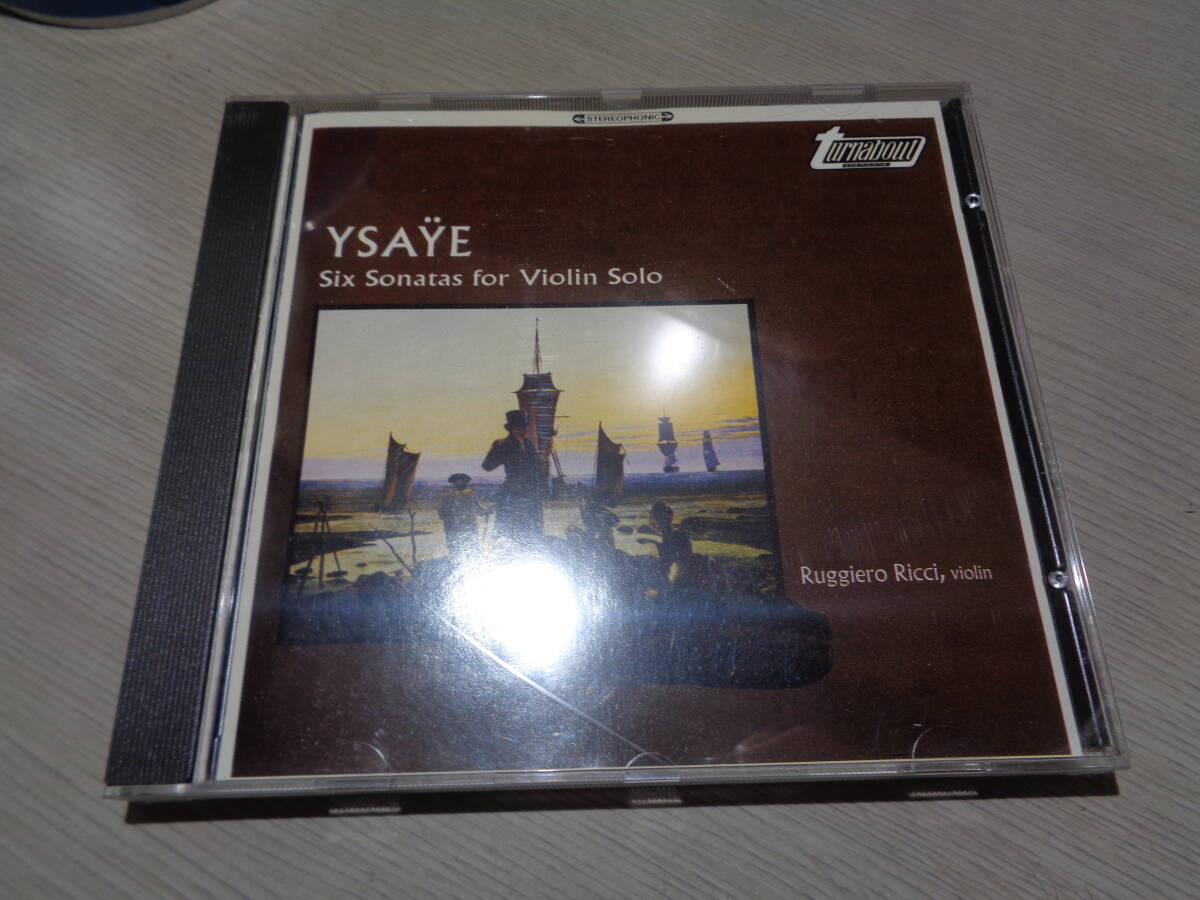 STEREOPHONIC
turnabout
YSAŸE
Six Sonatas for Violin Solo
Ruggiero Ricci, violin